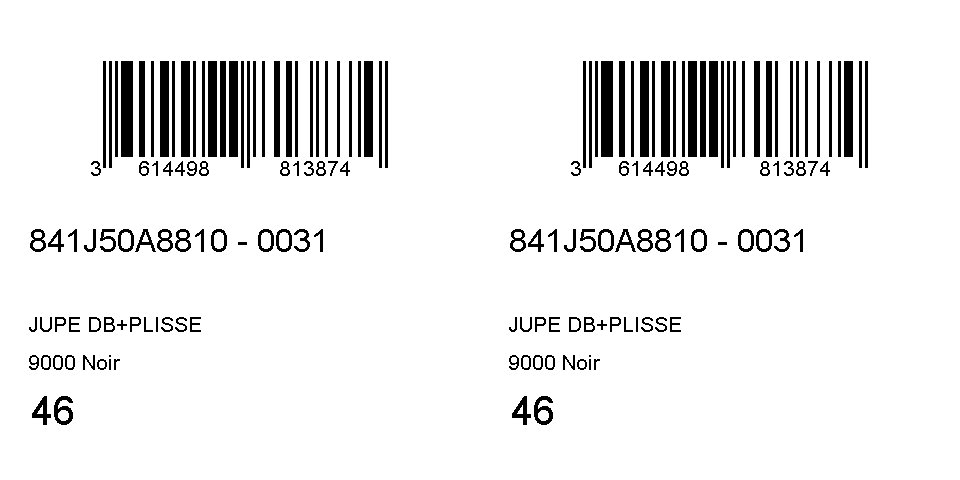 3 614498 813874
841J50A8810 - 0031
JUPE DB+PLISSE
9000 Noir
46
3 614498 813874
841J50A8810 - 0031
JUPE DB+PLISSE
9000 Noir
46